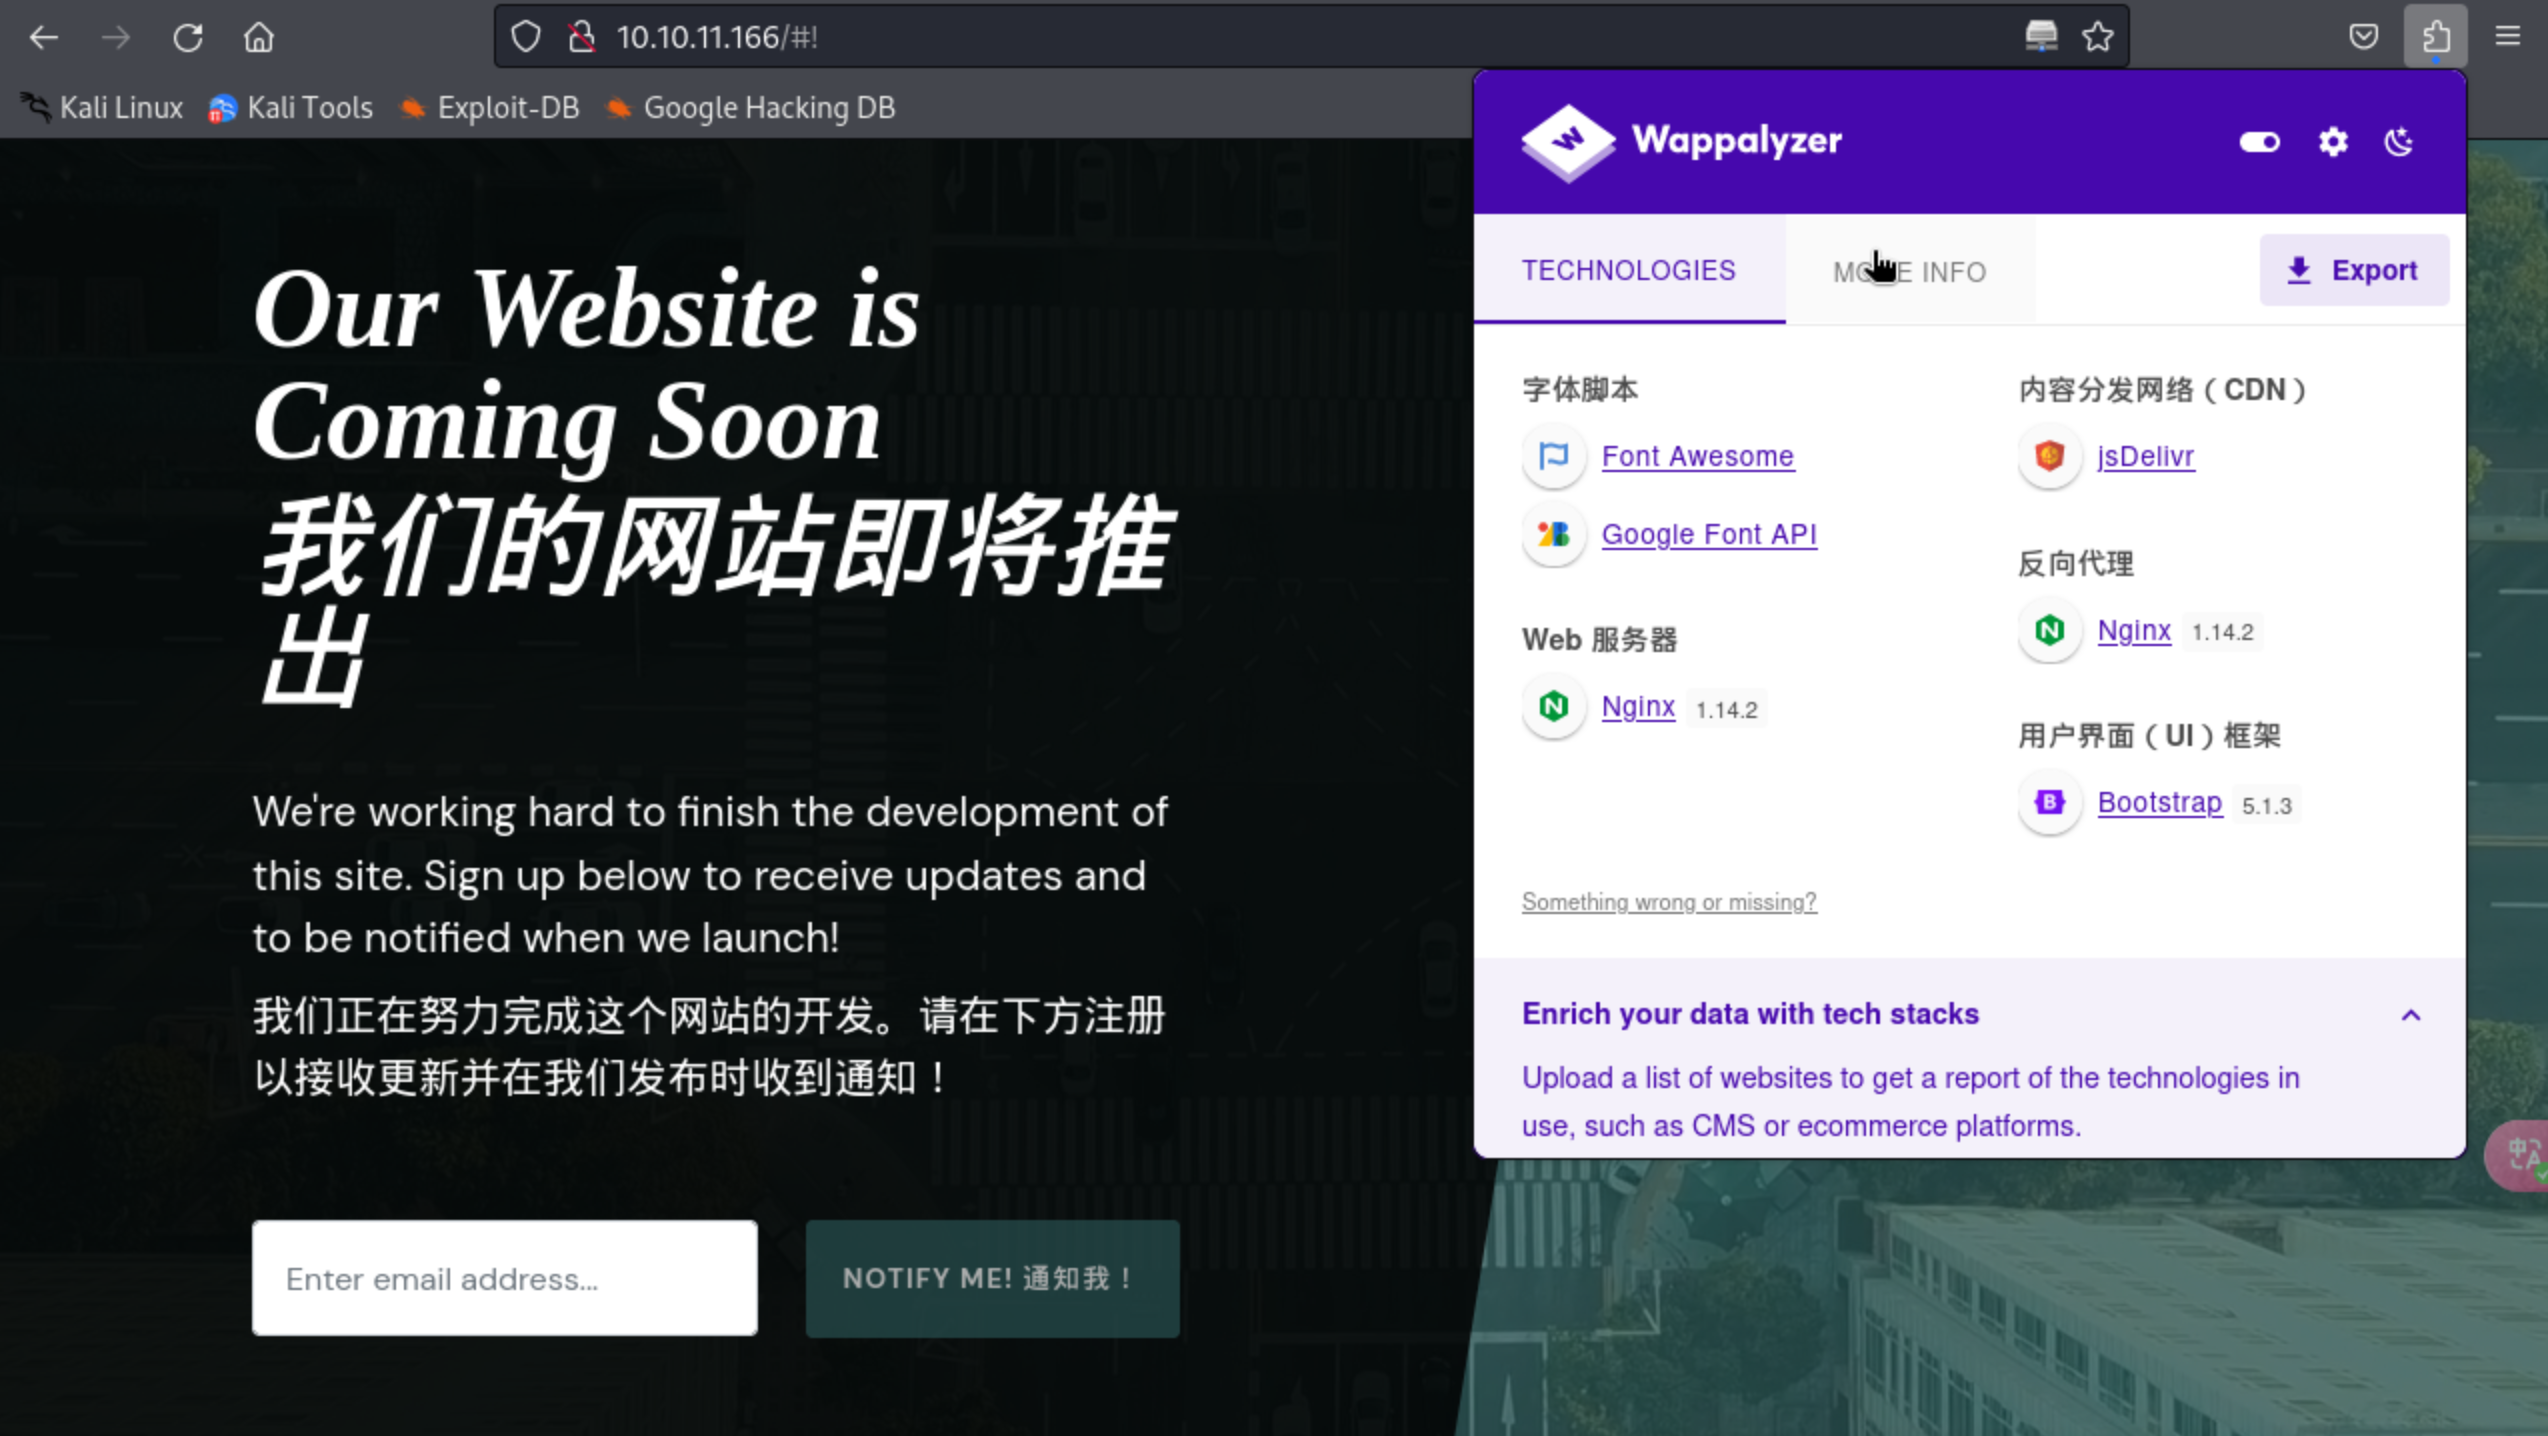 10.10.11.166/#!
Kali Linux
Kali Tools
Exploit-DB
Google Hacking DB
Wappalyzer
TECHNOLOGIES
INFO
Export
Our Website is
Coming Soon
我们的网站即将推
出
We're working hard to finish the development of
this site. Sign up below to receive updates and
to be notified when we launch!
我们正在努力完成这个网站的开发。请在下方注册
以接收更新并在我们发布时收到通知！
Enter email address...
NOTIFY ME! 通知我！
字体脚本
Font Awesome
Google Font API
Web 服务器
Nginx 1.14.2
内容分发网络（CDN）
jsDelivr
反向代理
Nginx 1.14.2
用户界面（UI）框架
Bootstrap 5.1.3
Something wrong or missing?
Enrich your data with tech stacks
Upload a list of websites to get a report of the technologies in
use, such as CMS or ecommerce platforms.